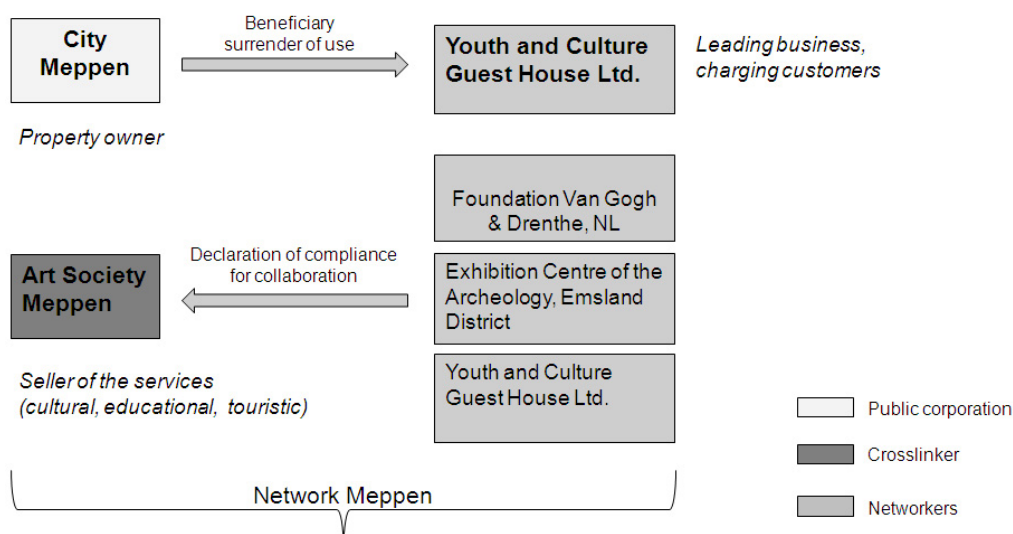 City
Meppen
Beneficiary
surrender of use
Youth and Culture
Guest House Ltd.
Leading business,
charging customers
Property owner
Foundation Van Gogh
& Drenthe, NL
Art Society
Meppen
Declaration of compliance
for collaboration
Exhibition Centre of the
Archeology, Emsland
District
Seller of the services
(cultural, educational, touristic)
Youth and Culture
Guest House Ltd.
Public corporation
Crosslinker
Networkers
Network Meppen